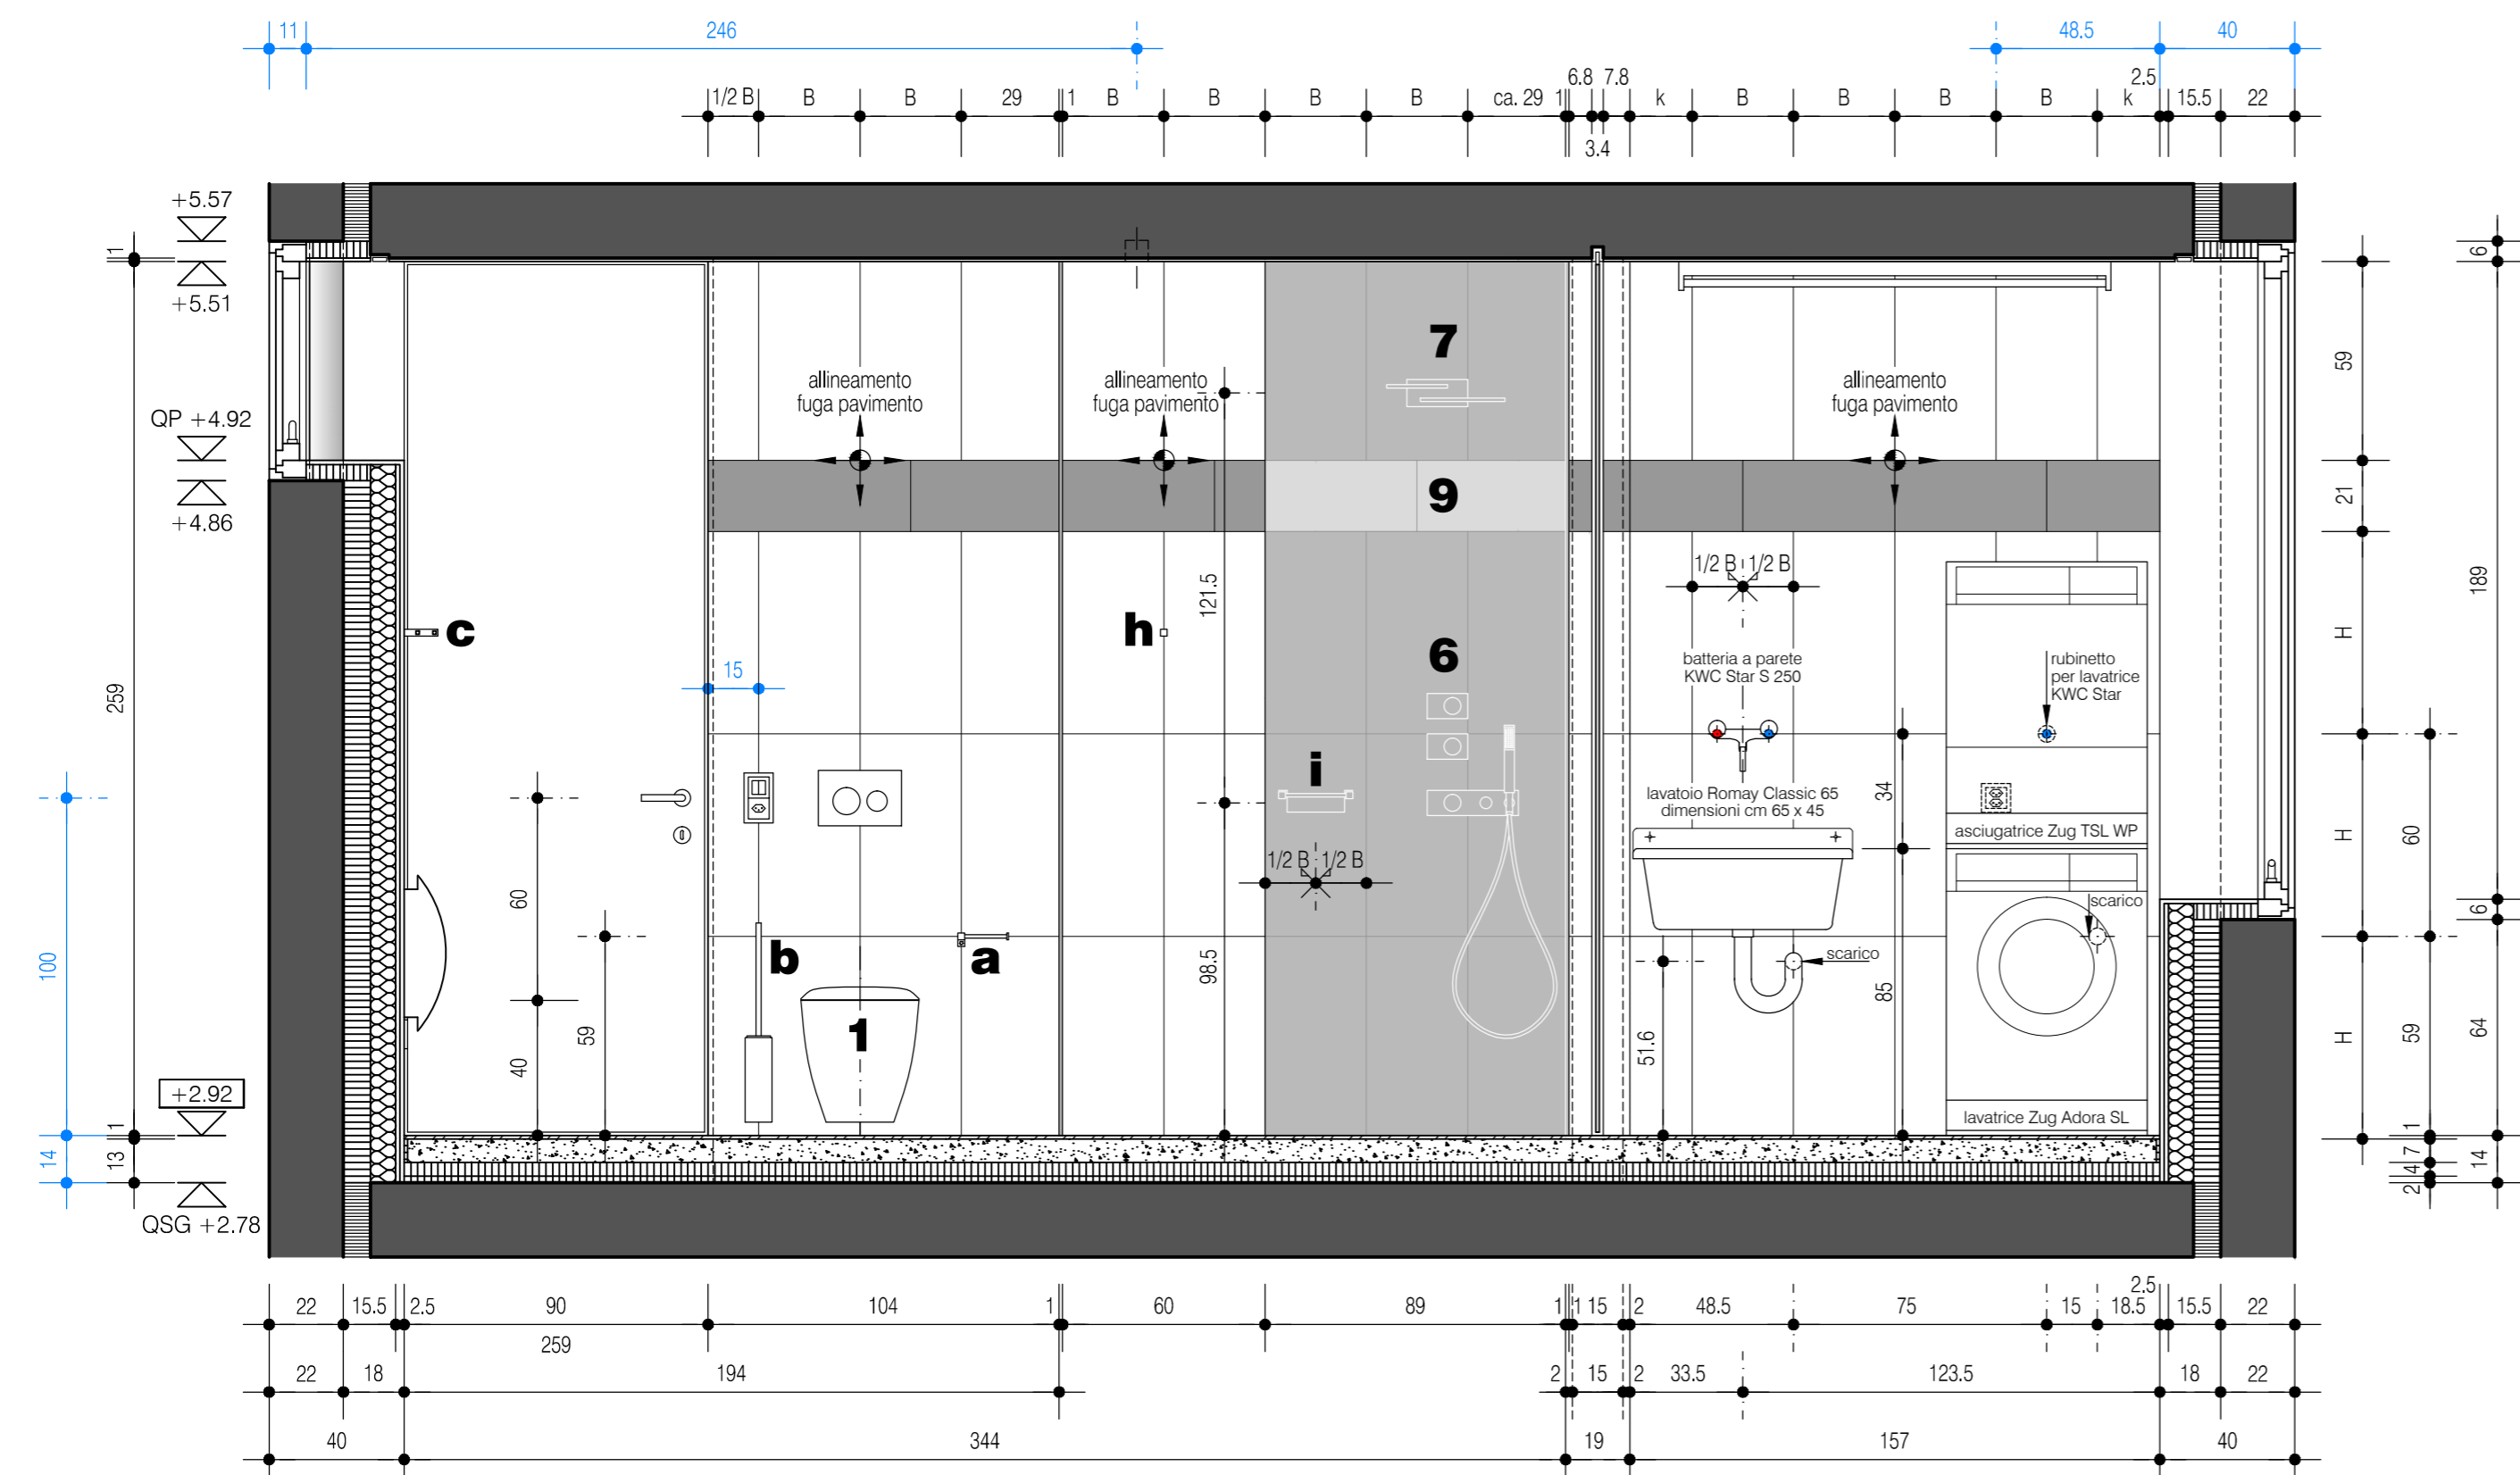 11
246
48.5
40
6.8 7.8
2.5
1/2 B B B 29 1 B B B B ca. 29 1 k B B B B k 15.5 22
3.4
+5.57
1
+5.51
6
7
59
allineamento
fuga pavimento
allineamento
fuga pavimento
allineamento
fuga pavimento
QP +4.92
9
21
+4.86
1/2 B 1/2 B
121.5
189
c
h
6
H
batteria a parete
KWC Star S 250
rubinetto
per lavatrice
KWC Star
15
259
i
lavatoio Romay Classic 65
dimensioni cm 65 x 45
34
asciugatrice Zug TSL WP
H
60
1/2 B 1/2 B
60
scarico
6
100
b
a
98.5
scarico
85
59
1
51.6
40
H
59
64
+2.92
lavatrice Zug Adora SL
1
14
13
1
7
4
2
14
QSG +2.78
2.5
22 15.5 2.5 90 104 1 60 89 1 1 15 2 48.5 75 15 18.5 15.5 22
259
22 18 194 2 15 2 33.5 123.5 18 22
40 344 19 157 40